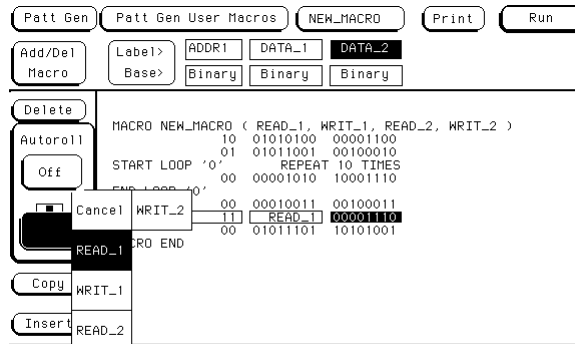 Patt Gen Patt Gen User Macros NEW_MACRO Print Run
Add/Del Macro
Label> ADDR1 DATA_1 DATA_2
Base> Binary Binary Binary
Delete
Autoroll
Off
MACRO NEW_MACRO ( READ_1, WRIT_1, READ_2, WRIT_2 )
10 01010100 00001100
01 01011001 00100010
START LOOP '0' REPEAT 10 TIMES
00 00001010 10001110
'0'
00 00010011 00100011
11 READ_1 00001110
00 01011101 10101001
CRO END
Cancel WRIT_2
READ_1
WRIT_1
READ_2
Copy
Insert